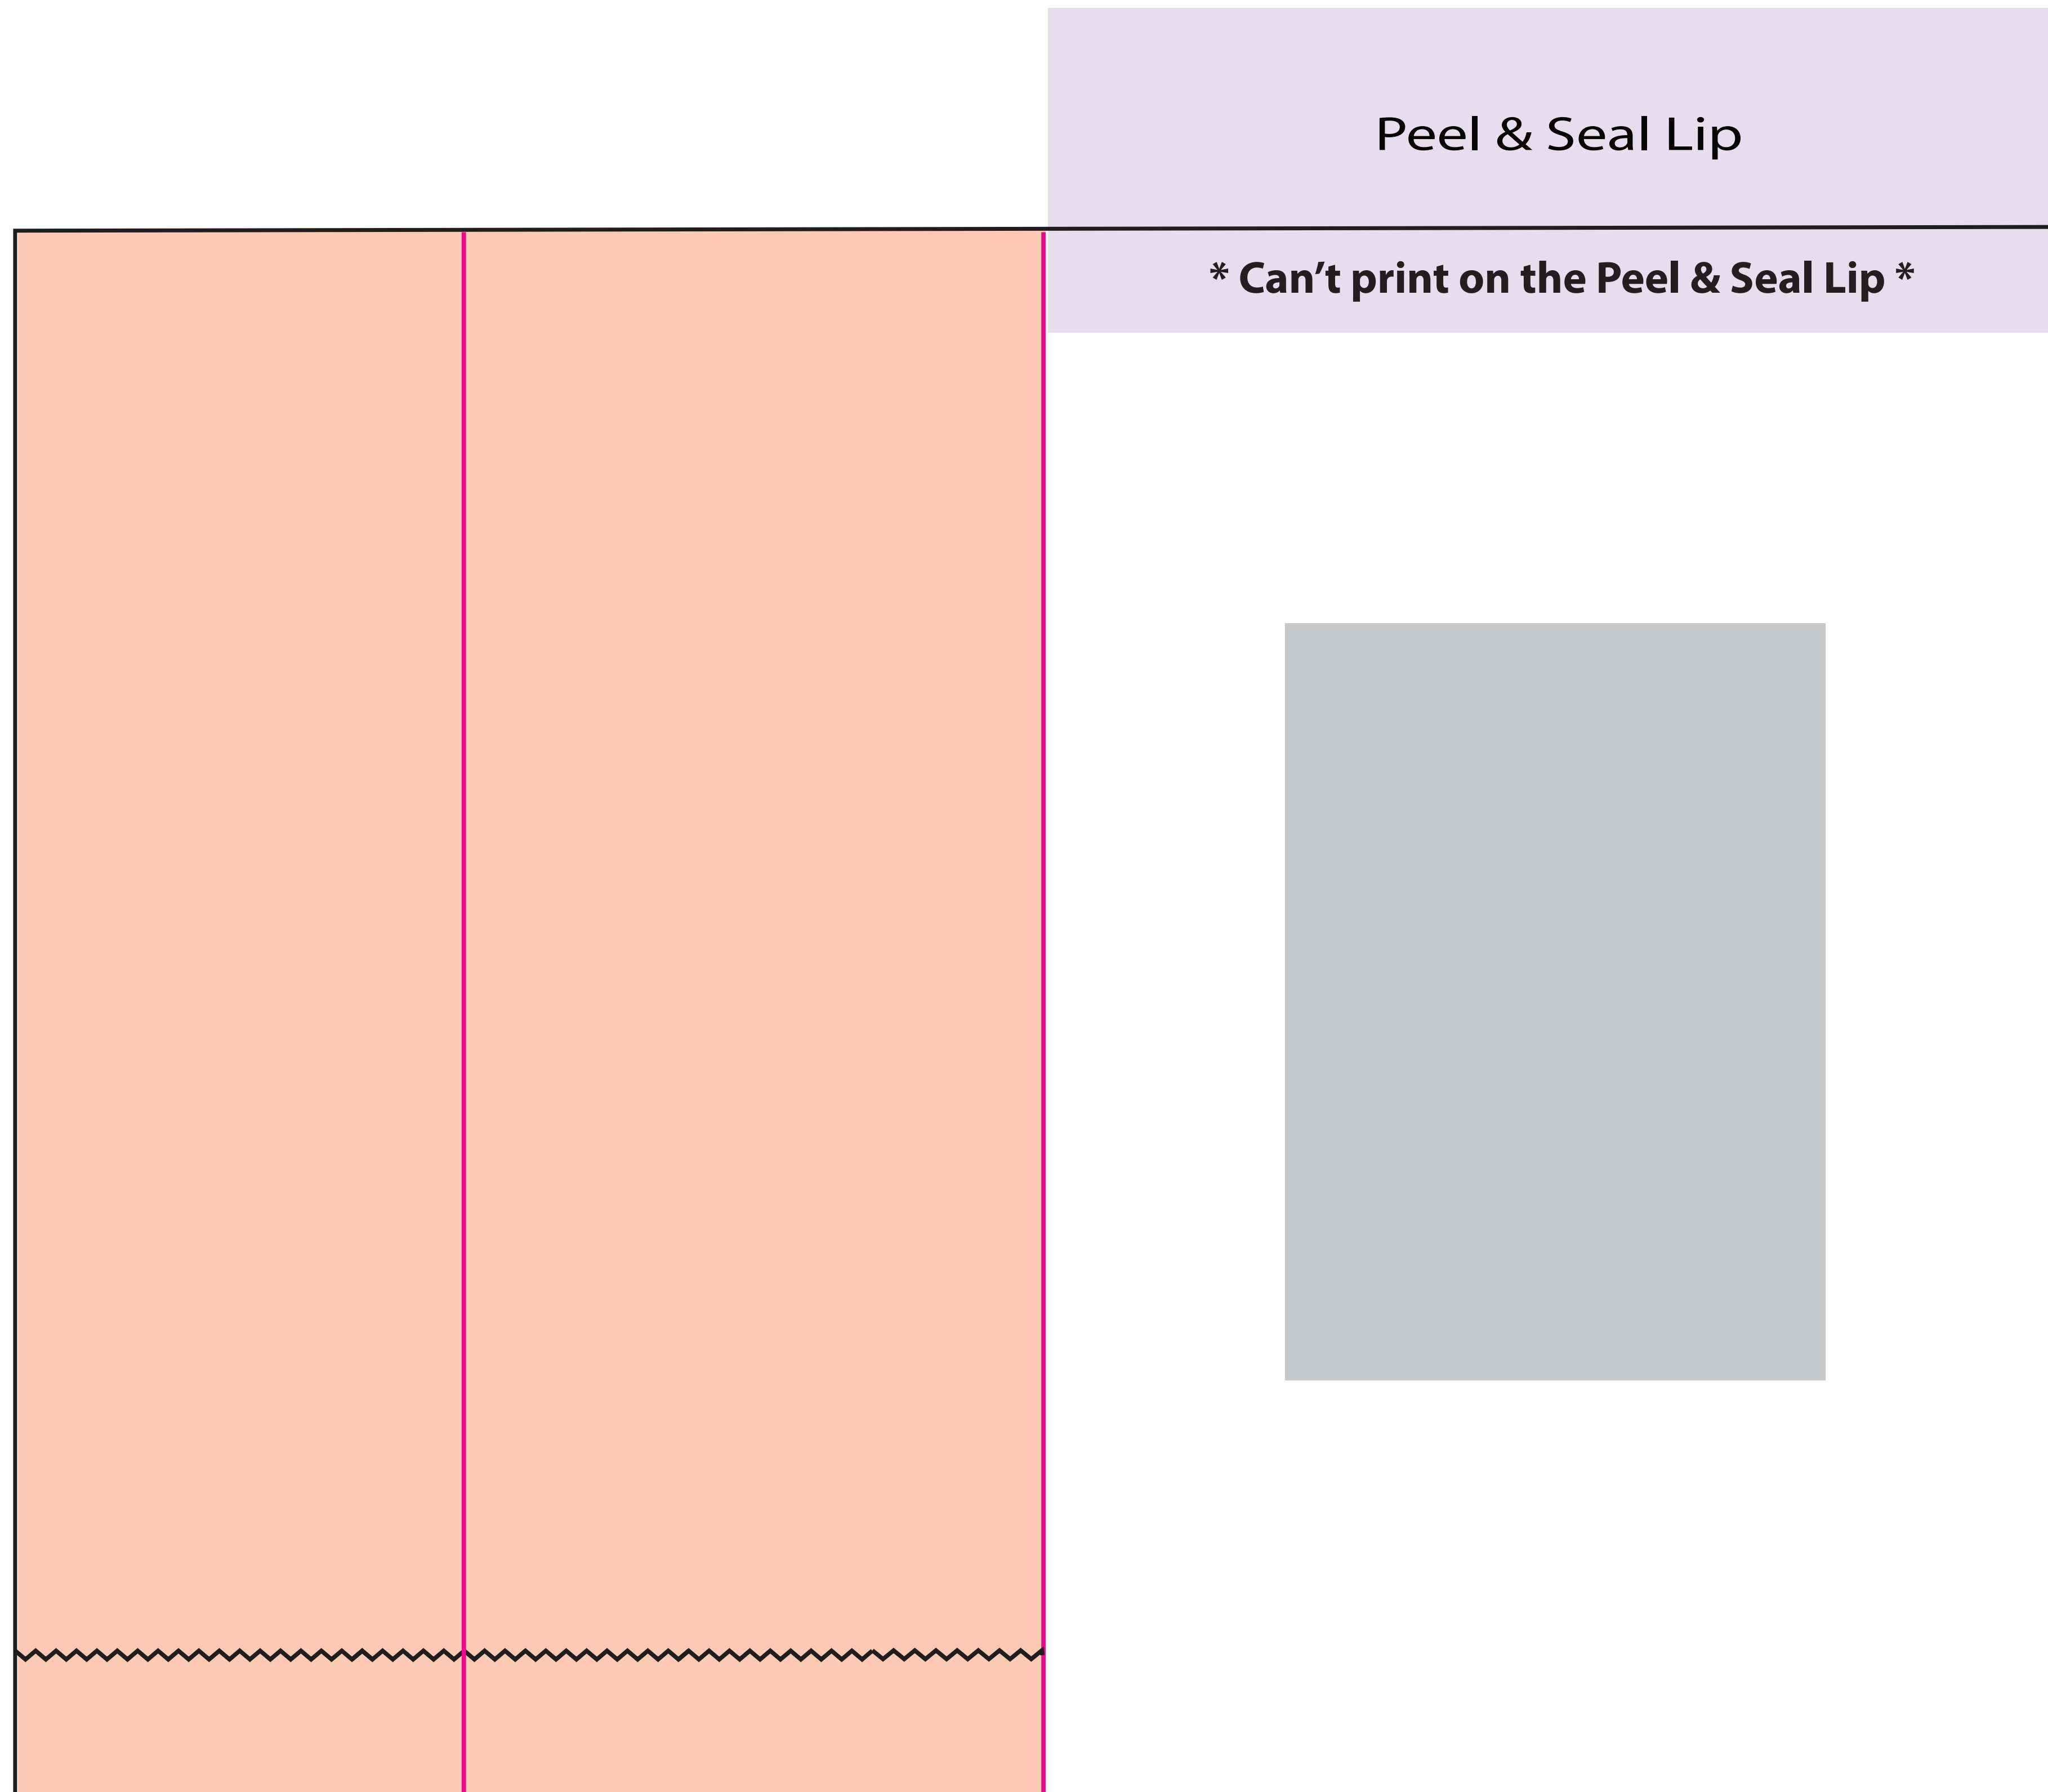 Peel & Seal Lip
* Can’t print on the Peel & Seal Lip *